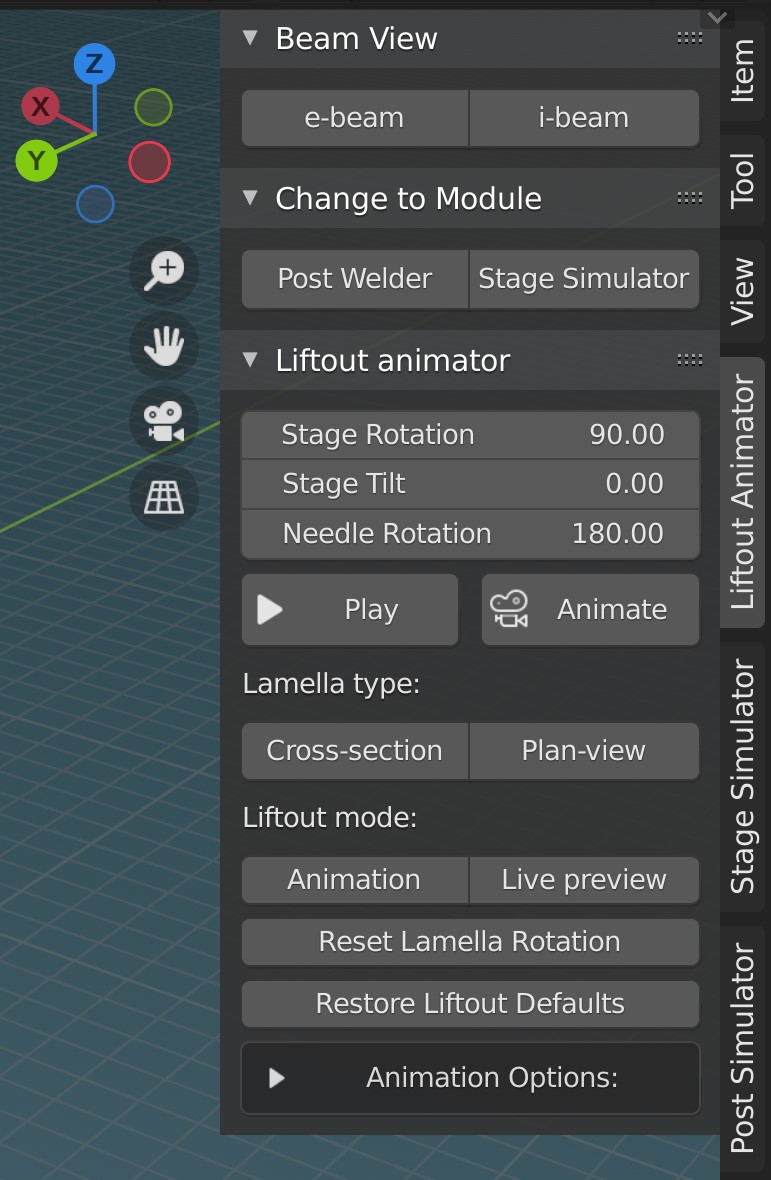 Beam View
e-beam i-beam
Change to Module
Post Welder Stage Simulator
Liftout animator
Stage Rotation 90.00
Stage Tilt 0.00
Needle Rotation 180.00
Play Animate
Lamella type:
Cross-section Plan-view
Liftout mode:
Animation Live preview
Reset Lamella Rotation
Restore Liftout Defaults
Animation Options:
Z
X
Y
Item
Tool
View
Liftout Animator
Stage Simulator
Post Simulator